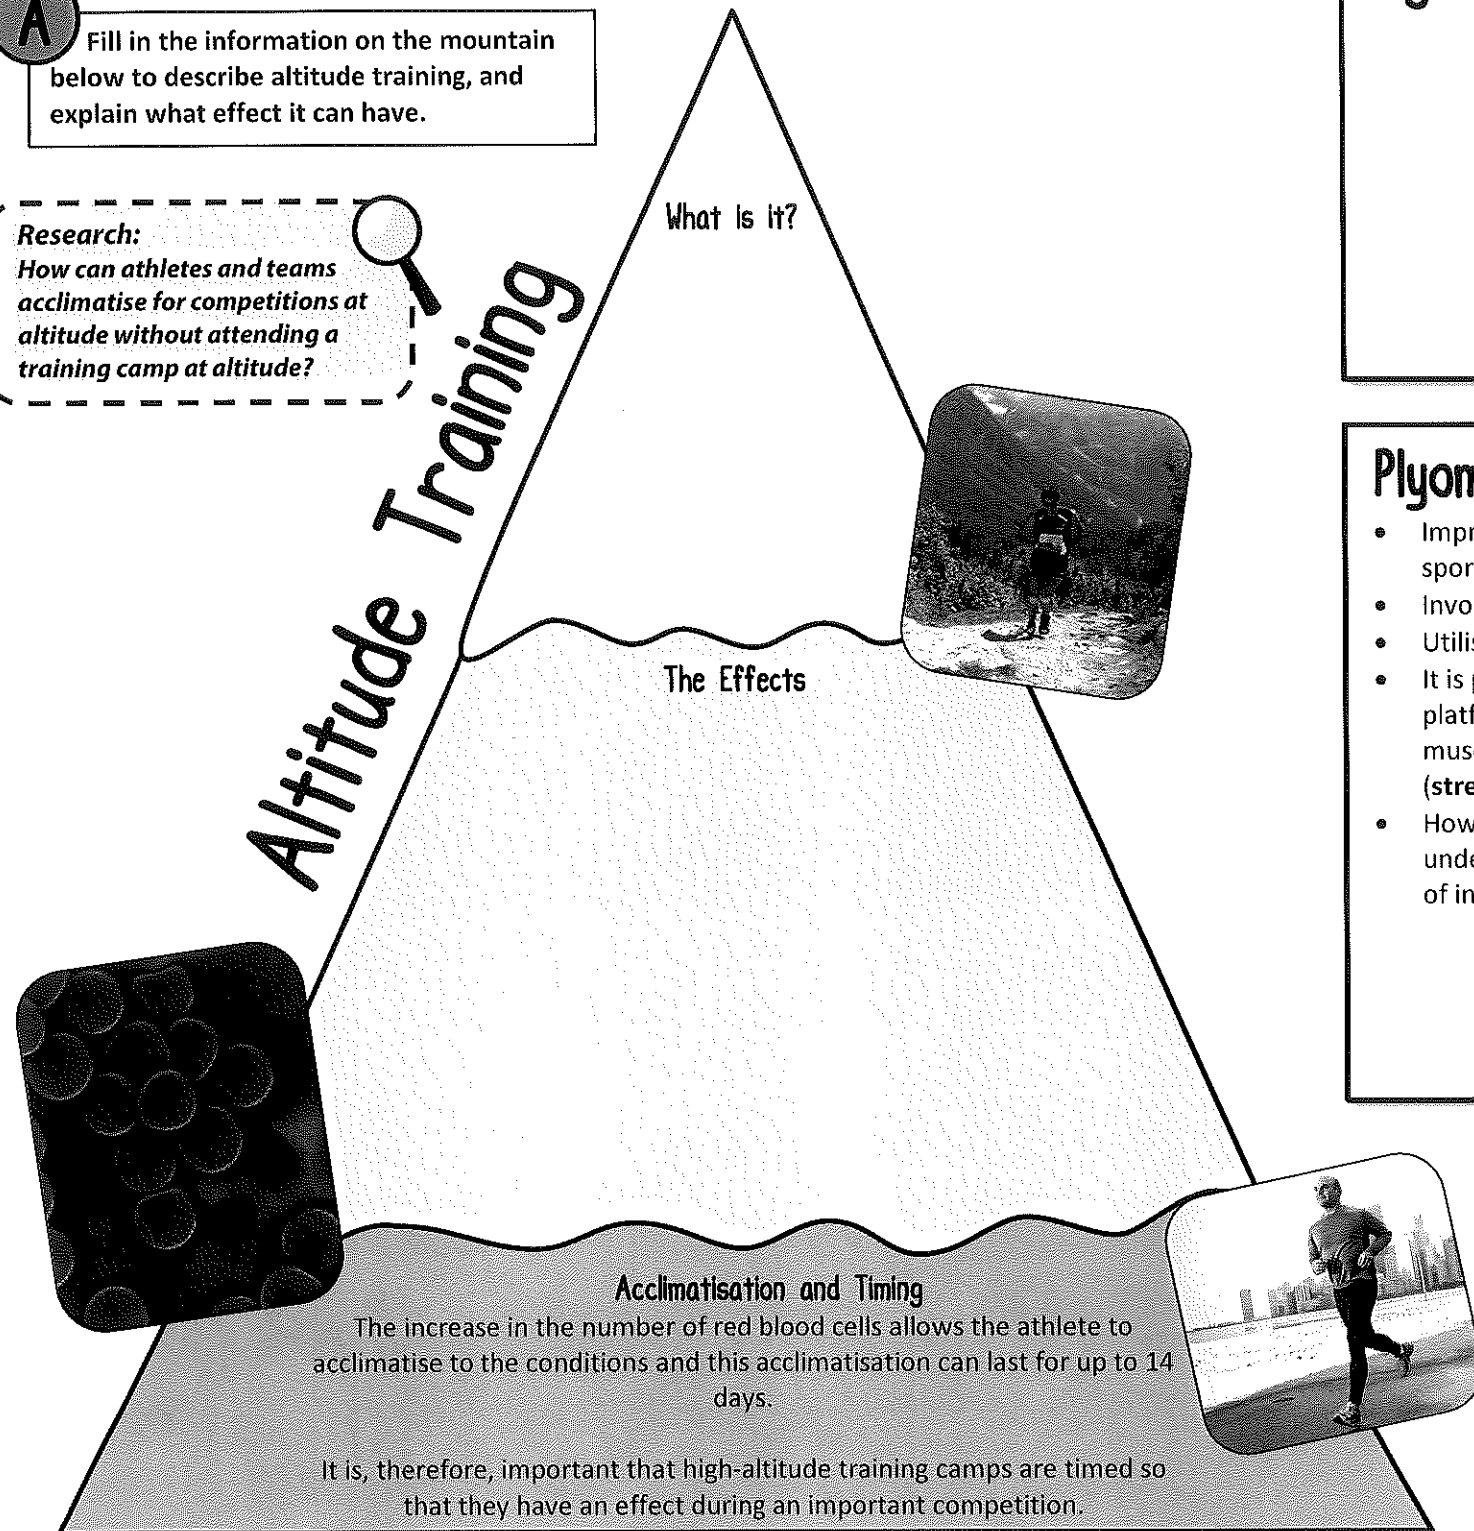 A
Fill in the information on the mountain
below to describe altitude training, and
explain what effect it can have.
Research:
How can athletes and teams
acclimatise for competitions at
altitude without attending a
training camp at altitude?
Altitude Training
What is it?
The Effects
Acclimatisation and Timing
The increase in the number of red blood cells allows the athlete to
acclimatise to the conditions and this acclimatisation can last for up to 14
days.
It is, therefore, important that high-altitude training camps are timed so
that they have an effect during an important competition.
Plyom
• Impr
spor
• Invo
• Utilis
• It is
platf
musc
(stre
• How
unde
of in